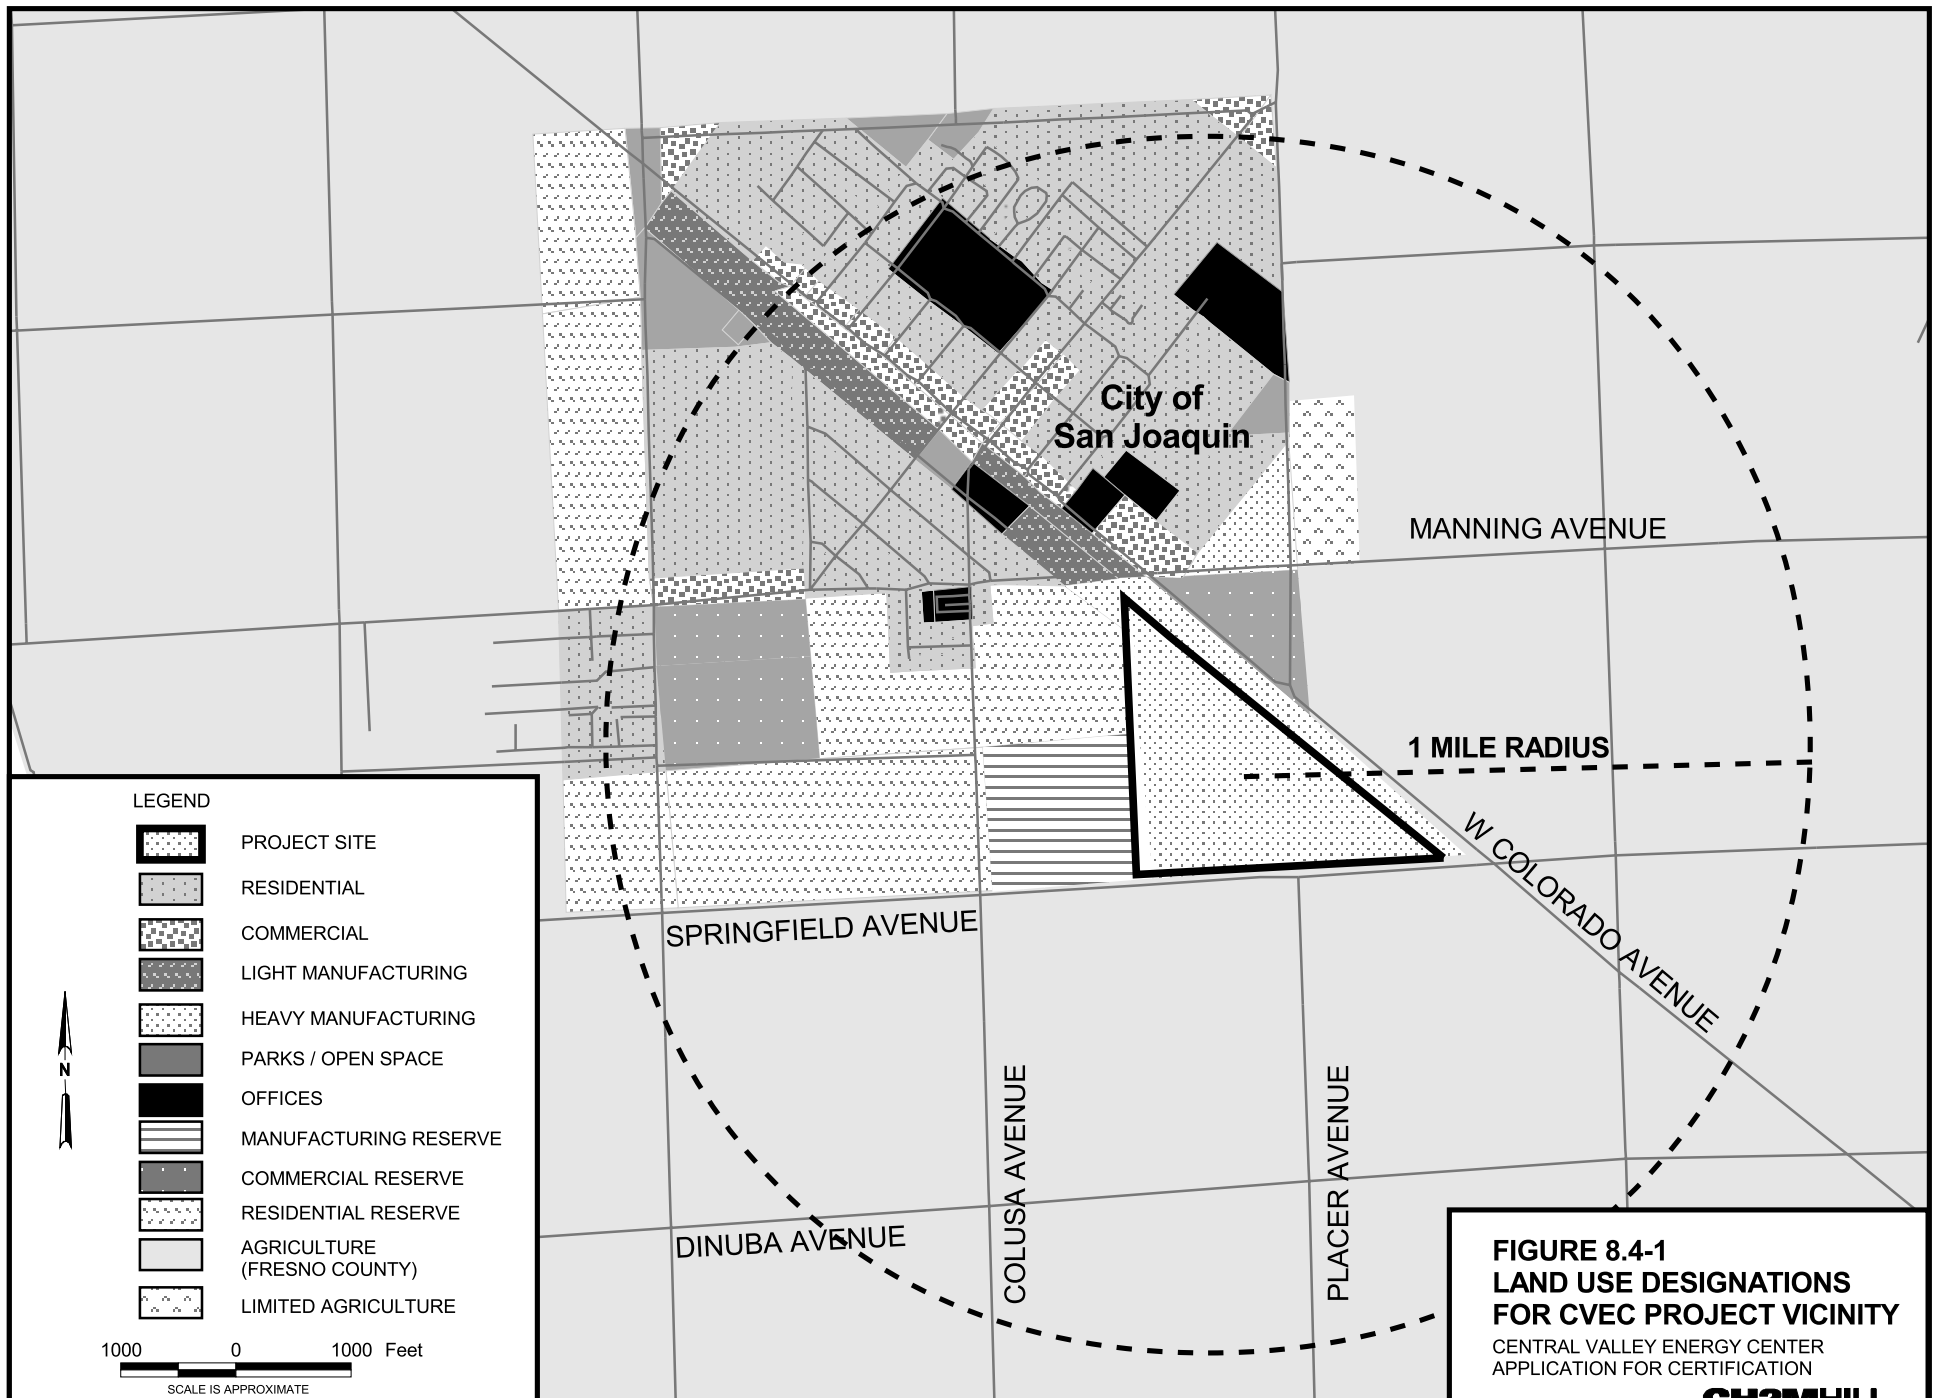 City of
San Joaquin
MANNING AVENUE
1 MILE RADIUS
W COLORADO AVENUE
SPRINGFIELD AVENUE
COLUSA AVENUE
PLACER AVENUE
DINUBA AVENUE
LEGEND
PROJECT SITE
RESIDENTIAL
COMMERCIAL
LIGHT MANUFACTURING
HEAVY MANUFACTURING
PARKS / OPEN SPACE
OFFICES
MANUFACTURING RESERVE
COMMERCIAL RESERVE
RESIDENTIAL RESERVE
AGRICULTURE
(FRESNO COUNTY)
LIMITED AGRICULTURE
N
1000 0 1000 Feet
SCALE IS APPROXIMATE
FIGURE 8.4-1
LAND USE DESIGNATIONS
FOR CVEC PROJECT VICINITY
CENTRAL VALLEY ENERGY CENTER
APPLICATION FOR CERTIFICATION
CH2MHILL